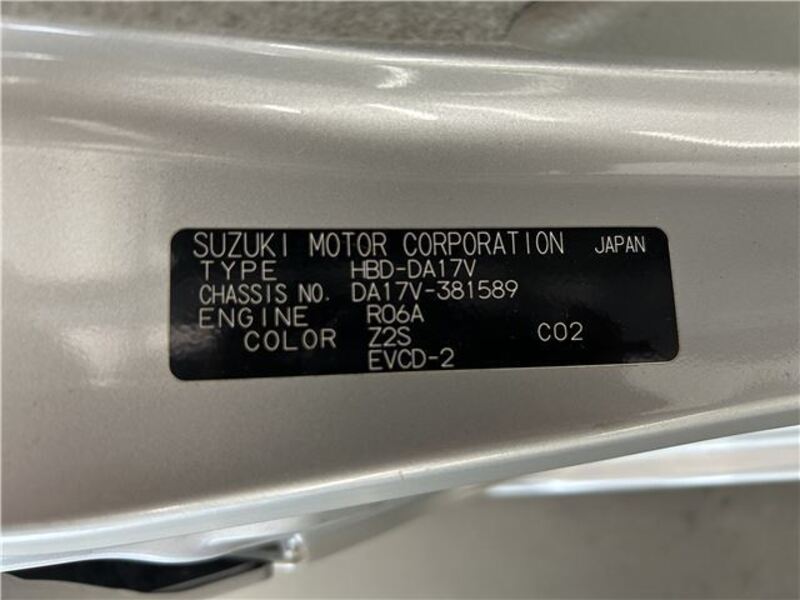 SUZUKI MOTOR CORPORATION JAPAN
TYPE HBD-DA17V
CHASSIS NO. DA17V-381589
ENGINE R06A
COLOR Z2S C02
EVCD-2